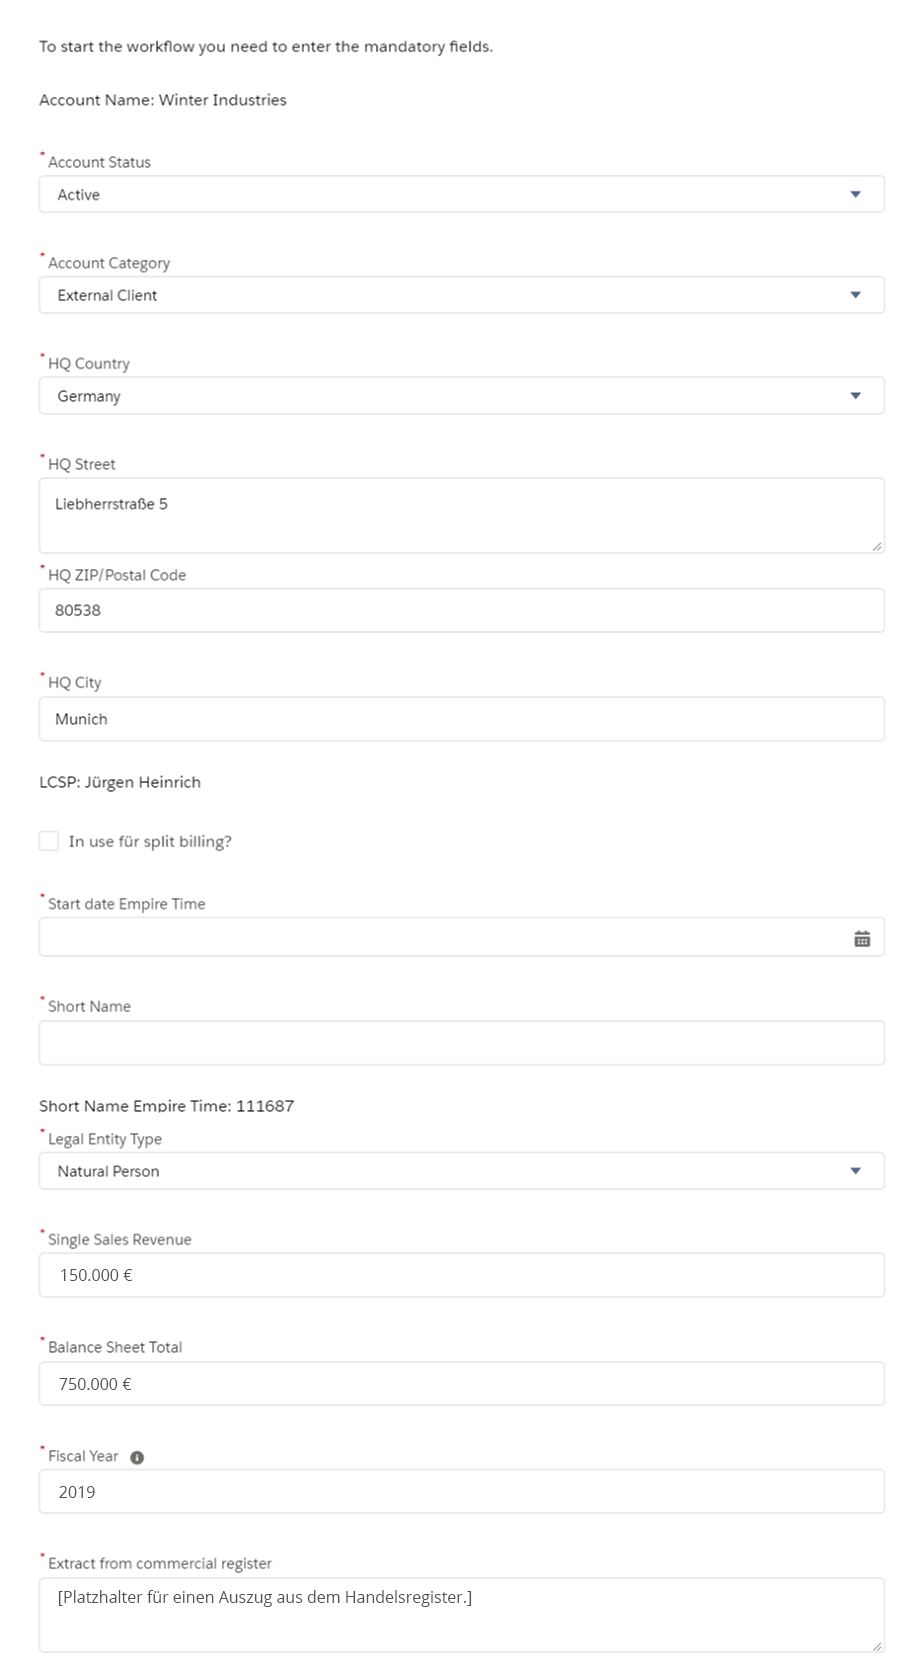 To start the workflow you need to enter the mandatory fields.
Account Name: Winter Industries
* Account Status
Active
* Account Category
External Client
* HQ Country
Germany
* HQ Street
Liebherrstraße 5
* HQ ZIP/Postal Code
80538
* HQ City
Munich
LCSP: Jürgen Heinrich
In use für split billing?
* Start date Empire Time
* Short Name
Short Name Empire Time: 111687
* Legal Entity Type
Natural Person
* Single Sales Revenue
150.000 €
* Balance Sheet Total
750.000 €
* Fiscal Year
2019
* Extract from commercial register
[Platzhalter für einen Auszug aus dem Handelsregister.]